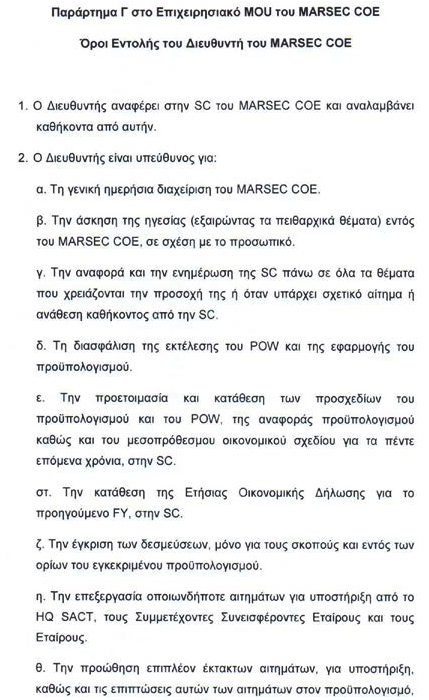 Παράρτημα Γ στο Επιχειρησιακό MOU του MARSEC COE
Όροι Εντολής του Διευθυντή του MARSEC COE
1. Ο Διευθυντής αναφέρει στην SC του MARSEC COE και αναλαμβάνει
καθήκοντα από αυτήν.
2. Ο Διευθυντής είναι υπεύθυνος για:
α. Τη γενική ημερήσια διαχείριση του MARSEC COE.
β. Την άσκηση της ηγεσίας (εξαιρώντας τα πειθαρχικά θέματα) εντός
του MARSEC COE, σε σχέση με το προσωπικό.
γ. Την αναφορά και την ενημέρωση της SC πάνω σε όλα τα θέματα
που χρειάζονται την προσοχή της ή όταν υπάρχει σχετικό αίτημα ή
ανάθεση καθήκοντος από την SC.
δ. Τη διασφάλιση της εκτέλεσης του POW και της εφαρμογής του
προϋπολογισμού.
ε. Την προετοιμασία και κατάθεση των προσχεδίων του
προϋπολογισμού και του POW, της αναφοράς προϋπολογισμού
καθώς και του μεσοπρόθεσμου οικονομικού σχεδίου για τα πέντε
επόμενα χρόνια, στην SC.
στ. Την κατάθεση της Ετήσιας Οικονομικής Δήλωσης για το
προηγούμενο FY, στην SC.
ζ. Την έγκριση των δεσμεύσεων, μόνο για τους σκοπούς και εντός των
ορίων του εγκεκριμένου προϋπολογισμού.
η. Την επεξεργασία οποιωνδήποτε αιτημάτων για υποστήριξη από το
HQ SACT, τους Συμμετέχοντες Συνεισφέροντες Εταίρους και τους
Εταίρους.
θ. Την προώθηση επιπλέον έκτακτων αιτημάτων, για υποστήριξη,
καθώς και τις επιπτώσεις αυτών των αιτημάτων στον προϋπολογισμό,